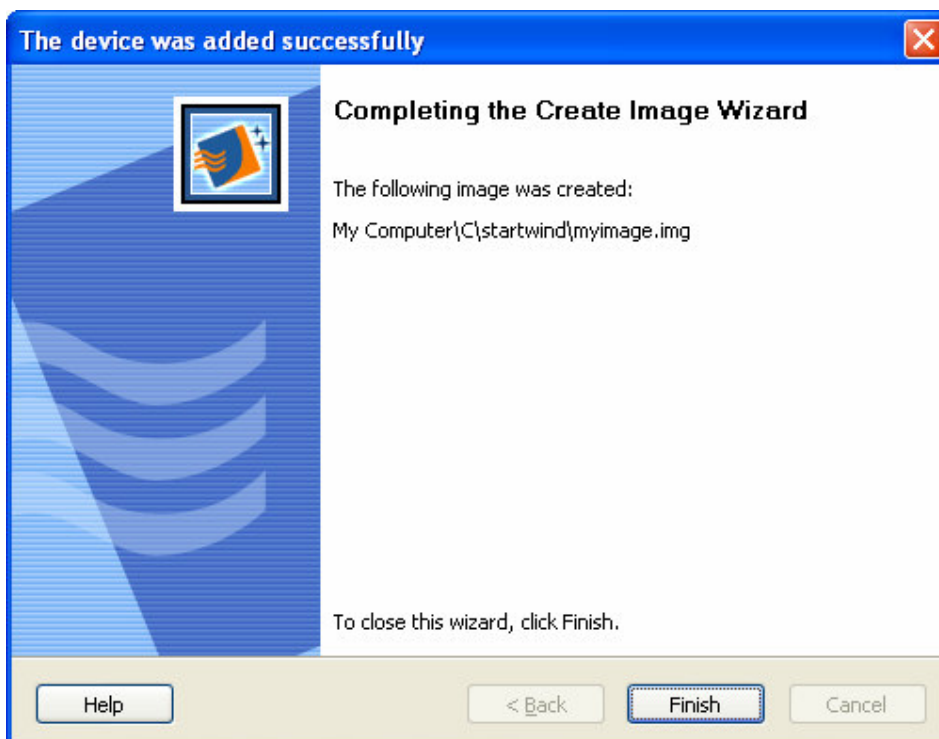 The device was added successfully
Completing the Create Image Wizard
The following image was created:
My Computer\C\startwind\myimage.img
To close this wizard, click Finish.
Help
< Back
Finish
Cancel